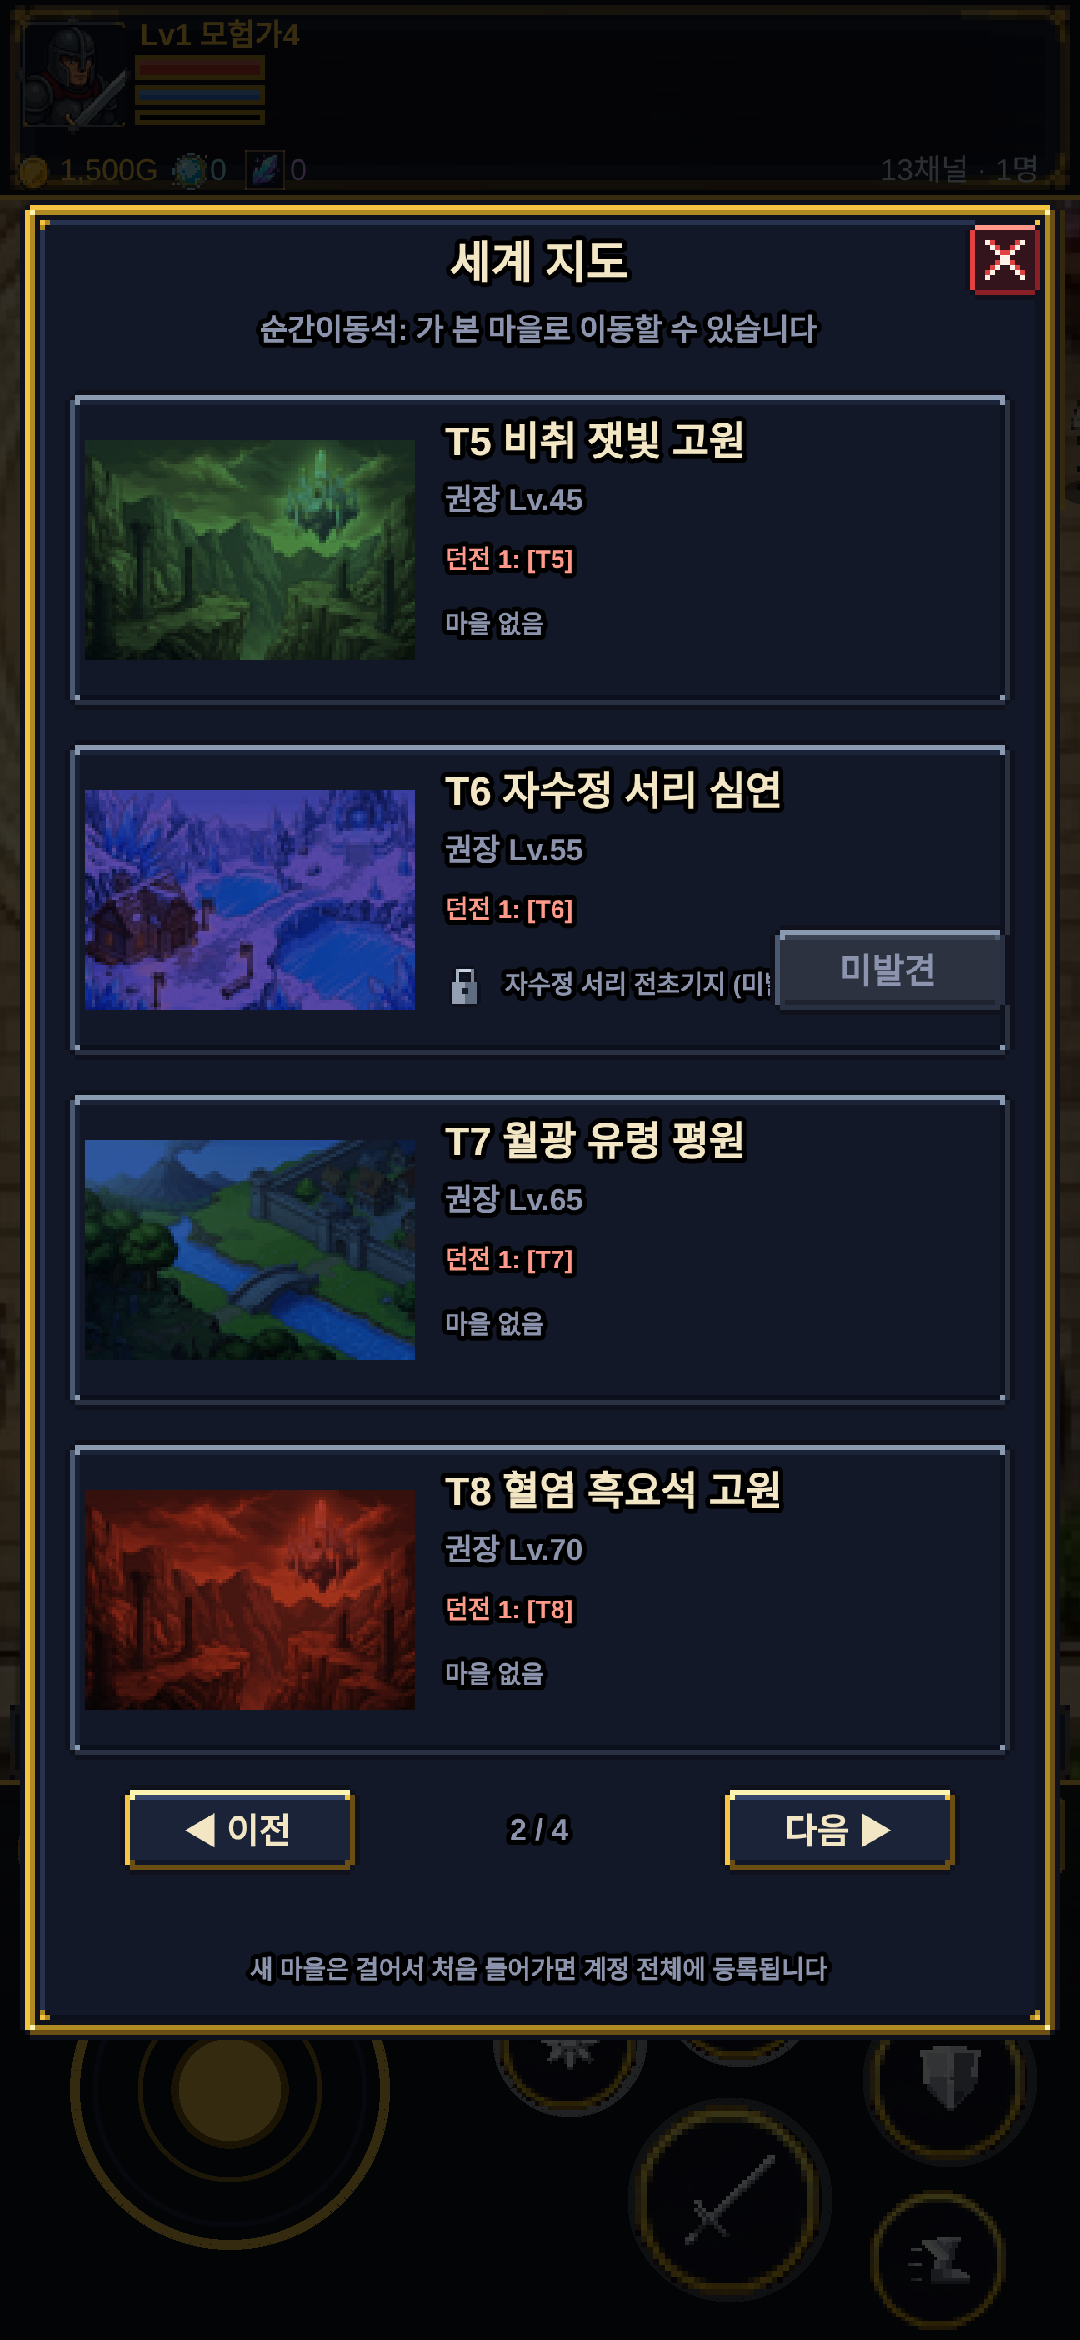 Lv1 모험가4
1,500G 0 0 13채널 · 1명
세계 지도
순간이동석: 가 본 마을로 이동할 수 있습니다
T5 비취 잿빛 고원
권장 Lv.45
던전 1: [T5]
마을 없음
T6 자수정 서리 심연
권장 Lv.55
던전 1: [T6]
자수정 서리 전초기지 (미
미발견
T7 월광 유령 평원
권장 Lv.65
던전 1: [T7]
마을 없음
T8 혈염 흑요석 고원
권장 Lv.70
던전 1: [T8]
마을 없음
◀ 이전 2 / 4 다음 ▶
새 마을은 걸어서 처음 들어가면 계정 전체에 등록됩니다